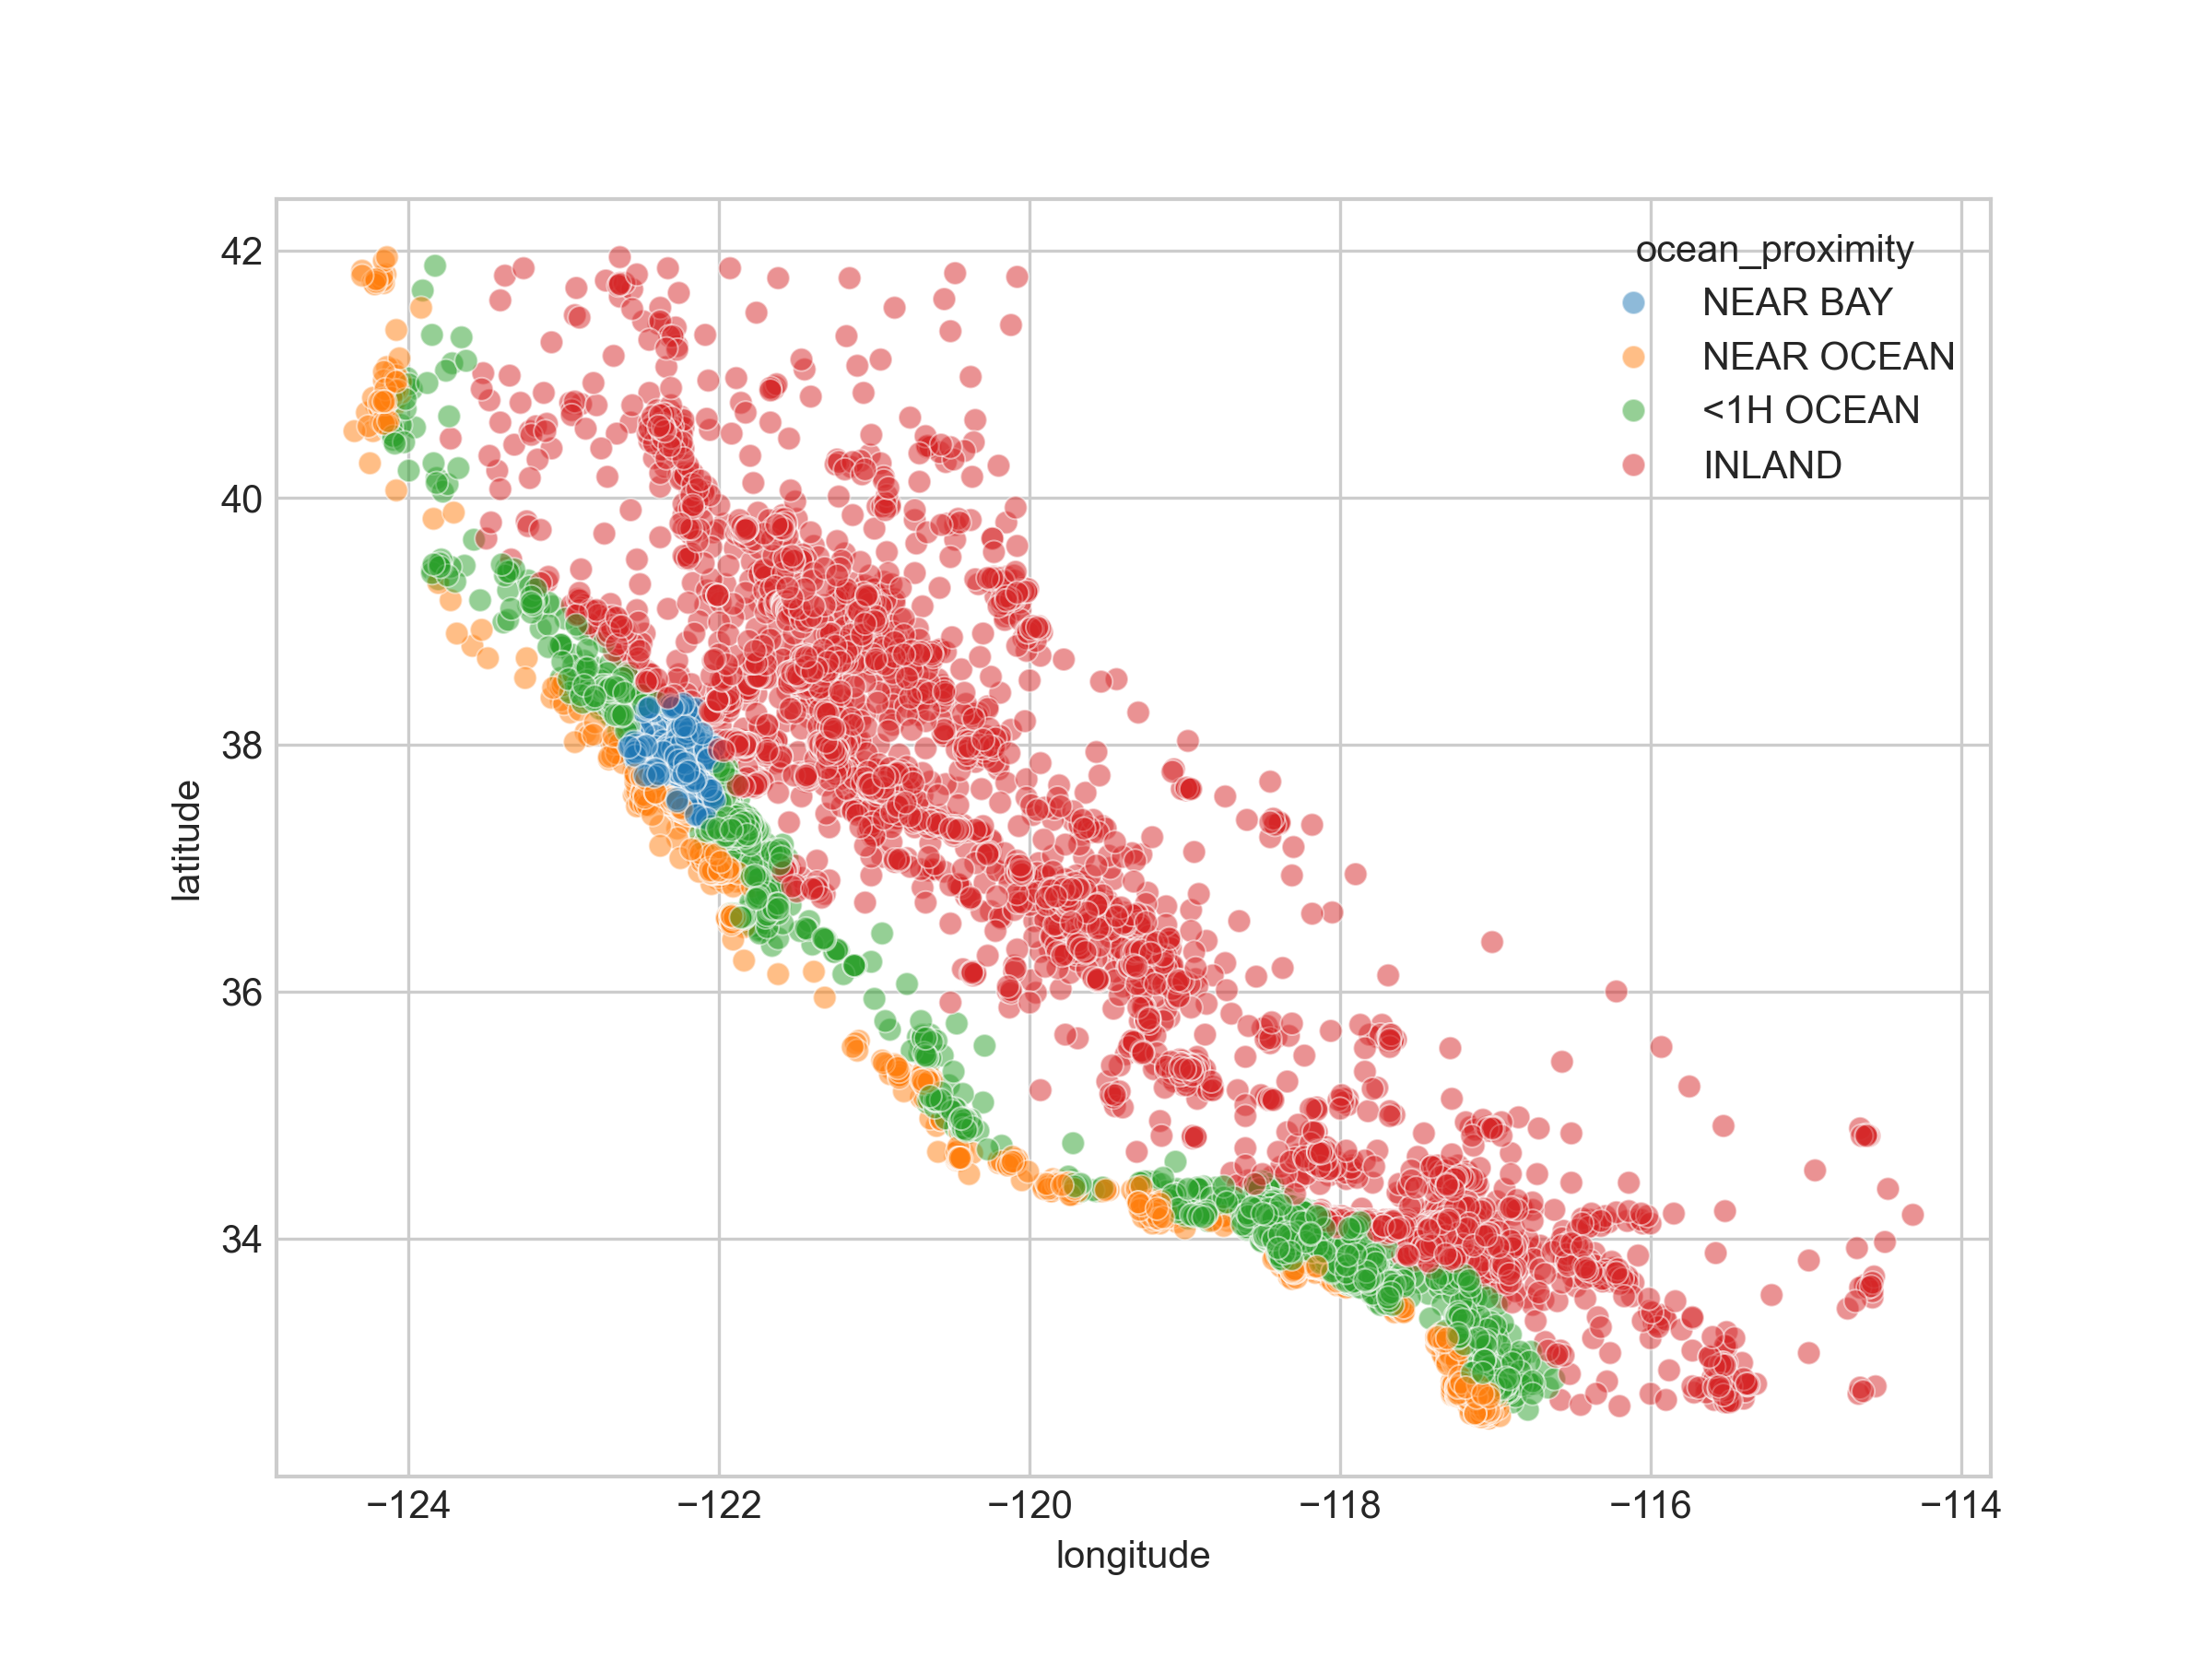 ocean_proximity
NEAR BAY
NEAR OCEAN
<1H OCEAN
INLAND
42
40
38
36
34
latitude
−124
−122
−120
−118
−116
−114
longitude